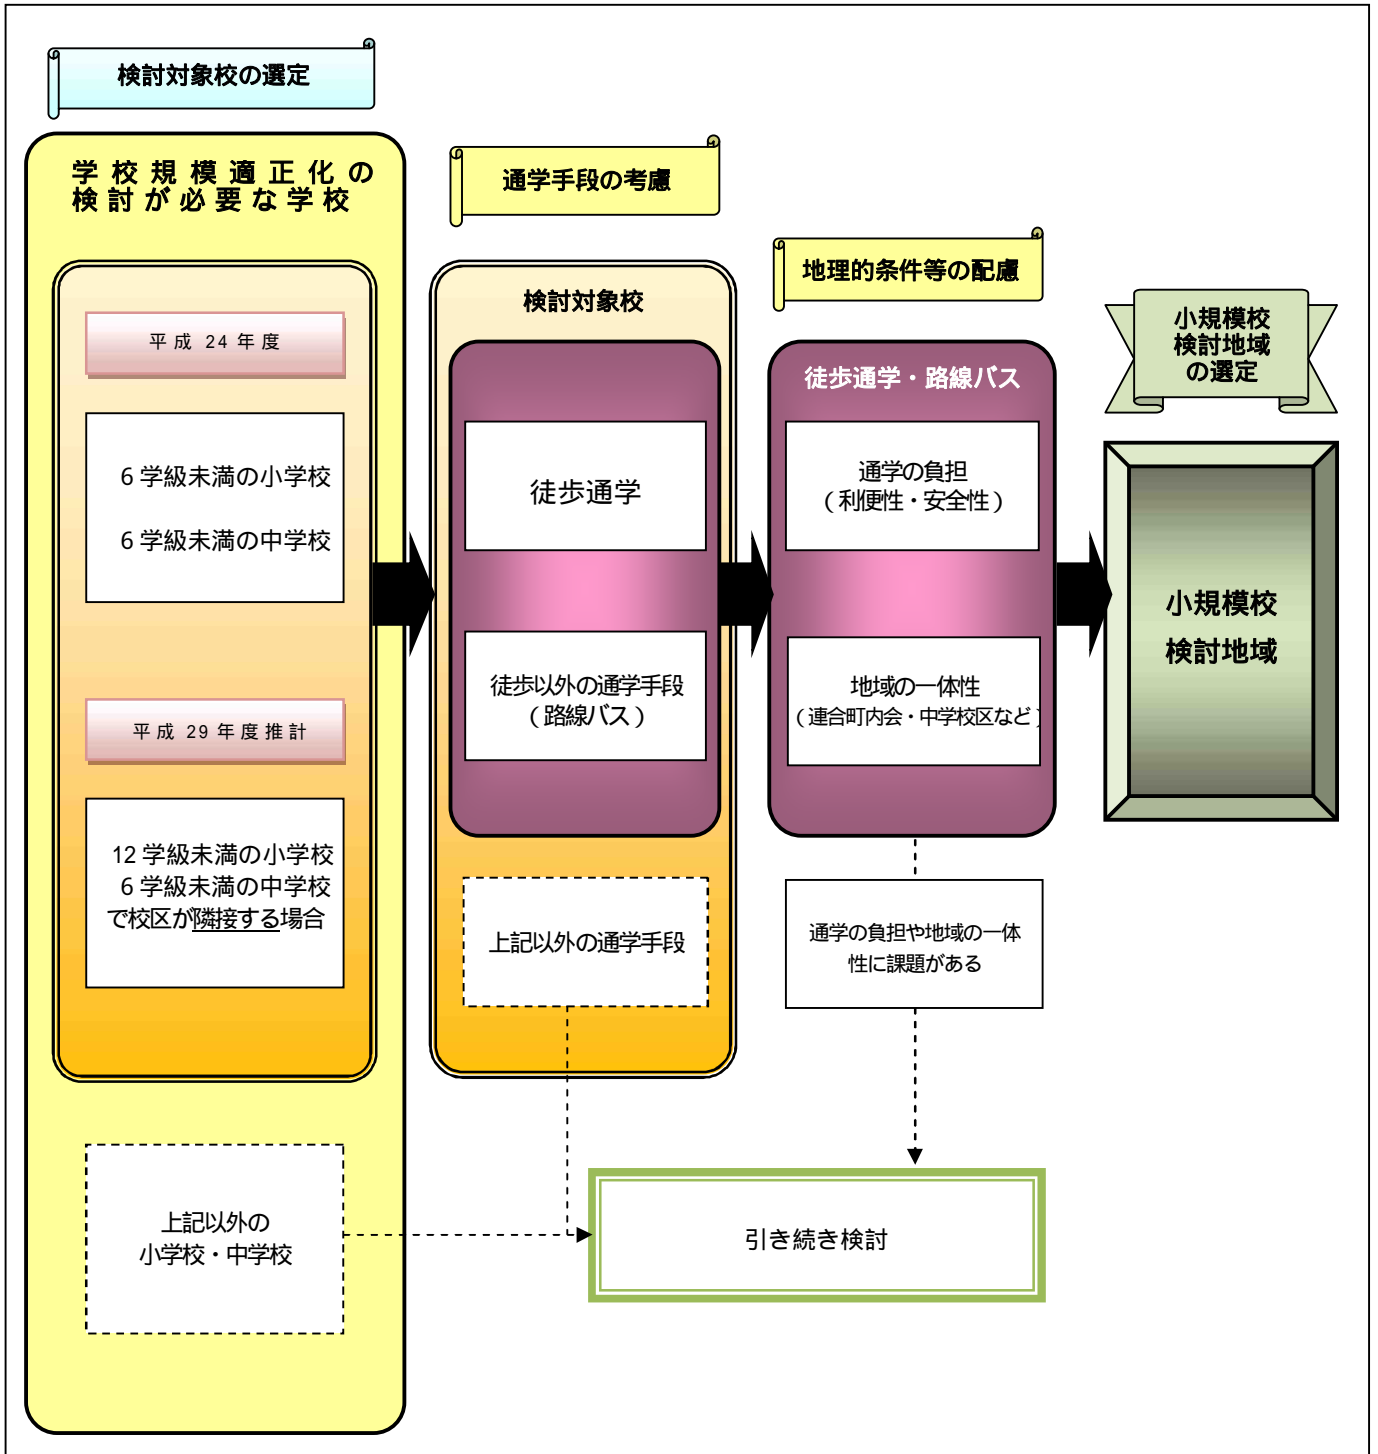 検討対象校の選定
学校規模適正化の
検討が必要な学校
平成 24 年度
6 学級未満の小学校
6 学級未満の中学校
平成 29 年度推計
12 学級未満の小学校
6 学級未満の中学校
で校区が隣接する場合
上記以外の
小学校・中学校
通学手段の考慮
検討対象校
徒歩通学
徒歩以外の通学手段
（路線バス）
上記以外の通学手段
地理的条件等の配慮
徒歩通学・路線バス
通学の負担
（利便性・安全性）
地域の一体性
（連合町内会・中学校区など）
通学の負担や地域の一体
性に課題がある
引き続き検討
小規模校
検討地域
の選定
小規模校
検討地域